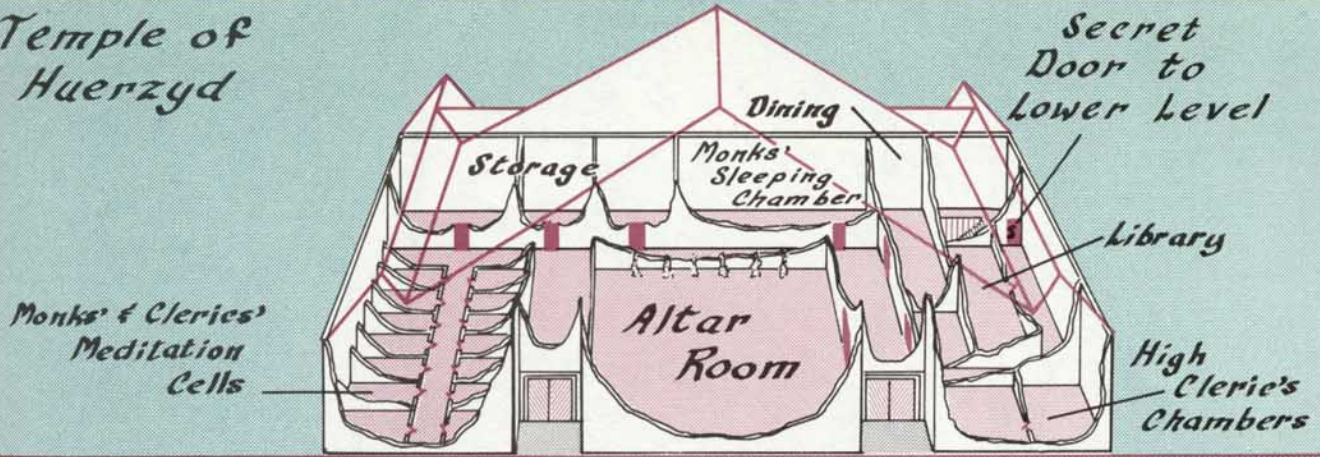 Temple of
Huerzyd
Secret
Door to
Lower Level
Dining
Storage
Monks'
Sleeping
Chamber
S
Library
Monks' & Clerics'
Meditation
Cells
Altar
Room
High
Cleric's
Chambers